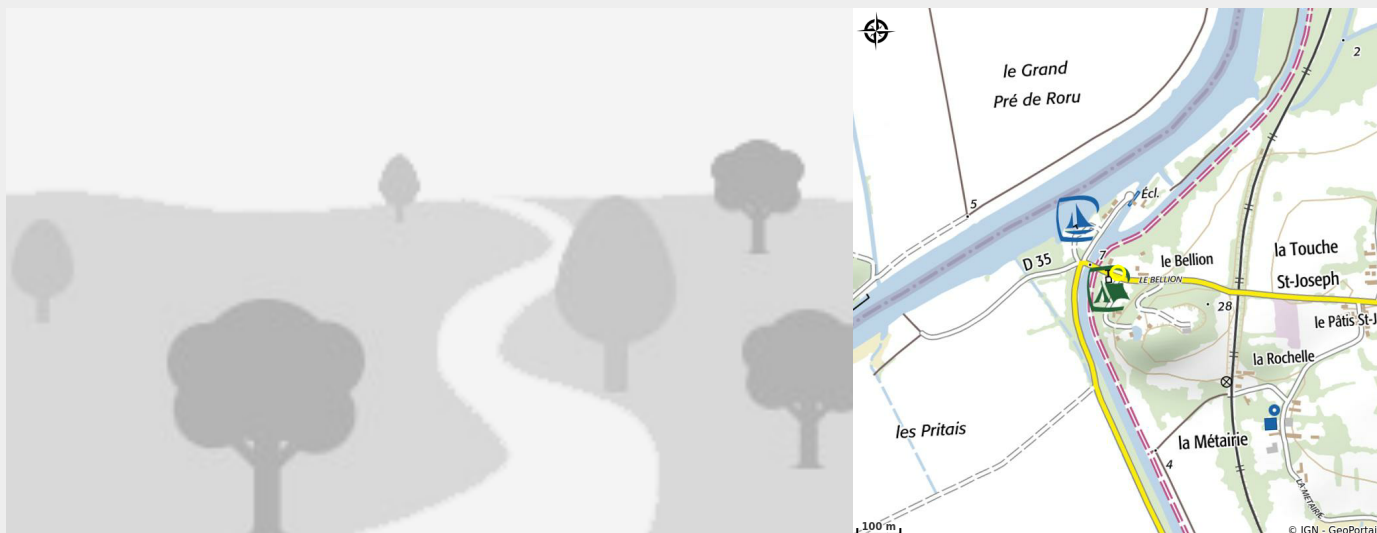 2
le Grand
Pré de Roru
5
Écl.
7
D 35
le Bellion
LE BELLION
la Touche
St-Joseph
28
le Pâtis St-J
la Rochelle
les Pritais
la Métairie
4
LA METAIRIE
100 m
© IGN - GeoPortai